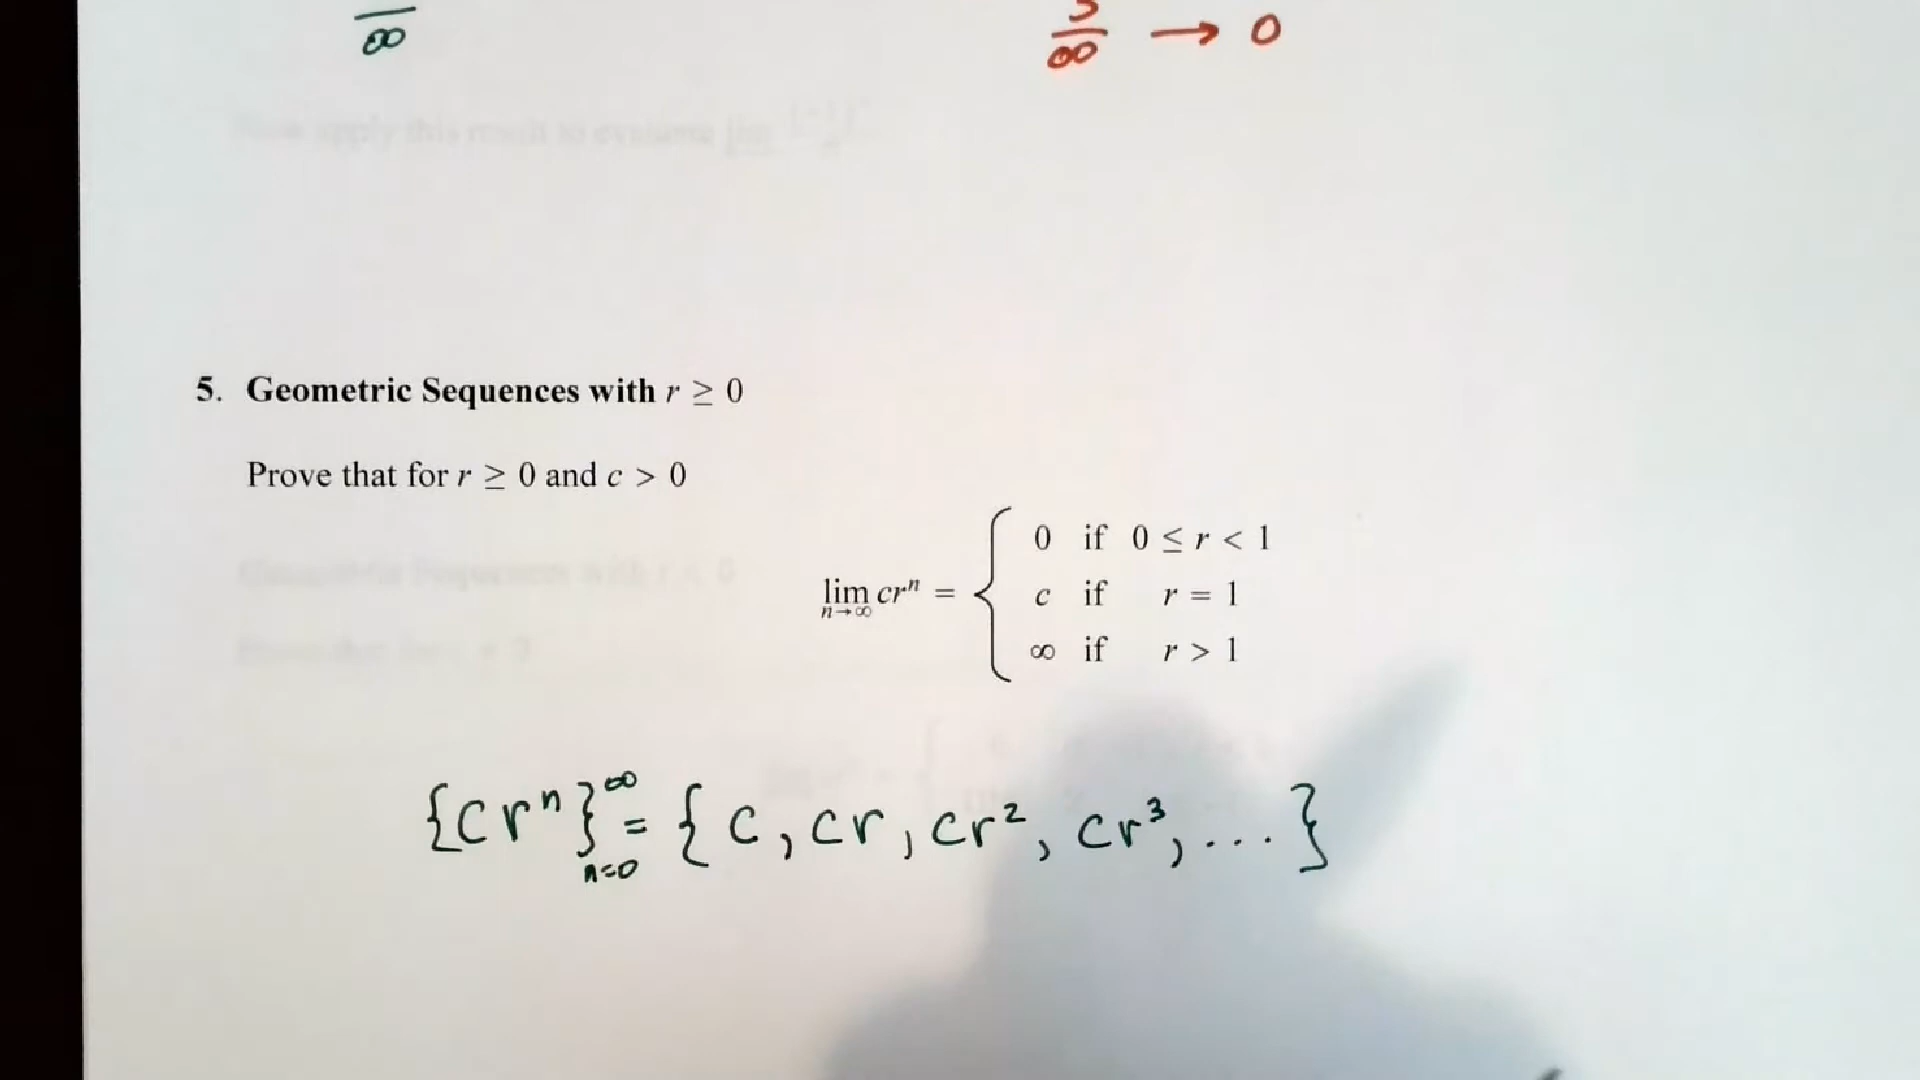 ∞
5/∞ → 0
5. Geometric Sequences with r ≥ 0
Prove that for r ≥ 0 and c > 0
lim n→∞ crⁿ = { 0 if 0 ≤ r < 1
c if r = 1
∞ if r > 1
{crⁿ}∞n=0 = {c, cr, cr², cr³, ...}